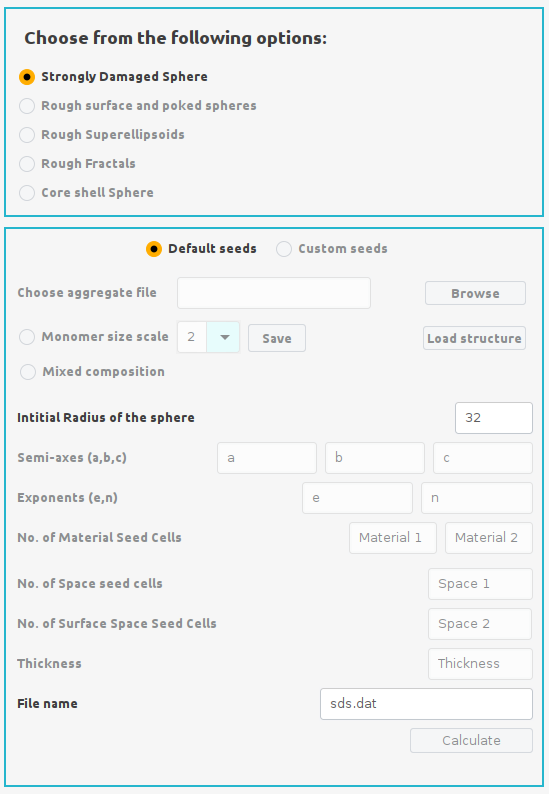 Choose from the following options:
Strongly Damaged Sphere
Rough surface and poked spheres
Rough Superellipsoids
Rough Fractals
Core shell Sphere
Default seeds Custom seeds
Choose aggregate file Browse
Monomer size scale 2 Save Load structure
Mixed composition
Intitial Radius of the sphere 32
Semi-axes (a,b,c) a b c
Exponents (e,n) e n
No. of Material Seed Cells Material 1 Material 2
No. of Space seed cells Space 1
No. of Surface Space Seed Cells Space 2
Thickness Thickness
File name sds.dat
Calculate